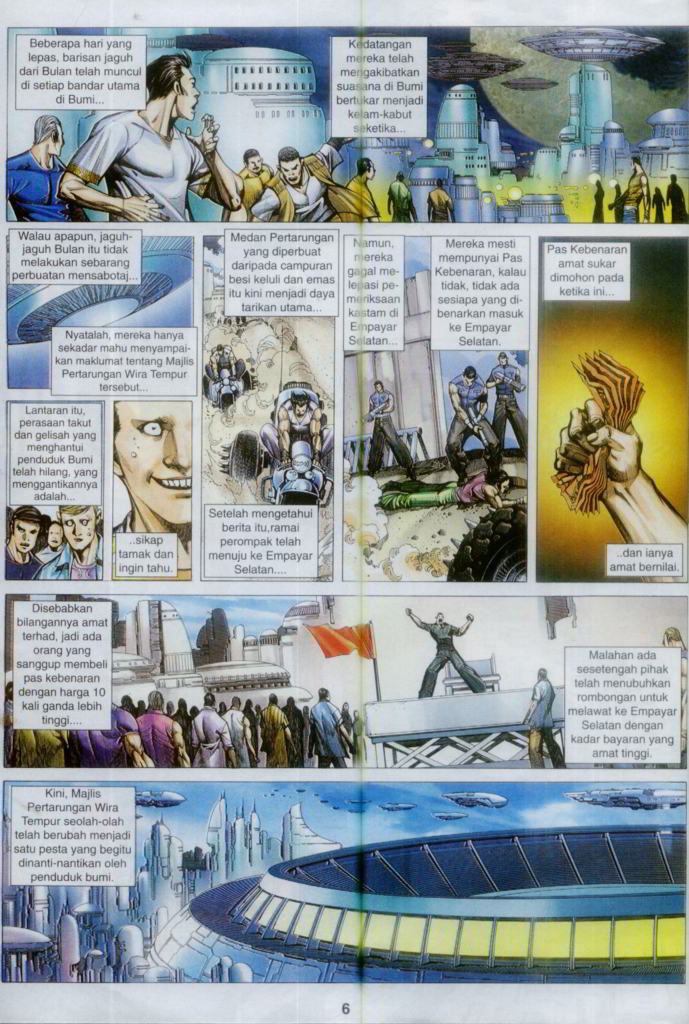 Beberapa hari yang
lepas, barisan jaguh
dari Bulan telah muncul
di setiap bandar utama
di Bumi...
Kedatangan
mereka telah
mengakibatkan
suasana di Bumi
bertukar menjadi
kelam-kabut
seketika...
Walau apapun, jaguh-
jaguh Bulan itu tidak
melakukan sebarang
perbuatan mensabotaj...
Nyatalah, mereka hanya
sekadar mahu menyampai-
kan maklumat tentang Majlis
Pertarungan Wira Tempur
tersebut...
Lantaran itu,
perasaan takut
dan gelisah yang
menghantui
penduduk Bumi
telah hilang, yang
menggantikannya
adalah...
..sikap
tamak dan
ingin tahu.
Medan Pertarungan
yang diperbuat
daripada campuran
besi keluli dan emas
itu kini menjadi daya
tarikan utama...
Setelah mengetahui
berita itu,ramai
perompak telah
menuju ke Empayar
Selatan....
Namun,
mereka
gagal me-
lepasi pe-
meriksaan
kastam di
Empayar
Selatan...
Mereka mesti
mempunyai Pas
Kebenaran, kalau
tidak, tidak ada
sesiapa yang di-
benarkan masuk
ke Empayar
Selatan.
Pas Kebenaran
amat sukar
dimohon pada
ketika ini...
..dan ianya
amat bernilai.
Disebabkan
bilangannya amat
terhad, jadi ada
orang yang
sanggup membeli
pas kebenaran
dengan harga 10
kali ganda lebih
tinggi....
Malahan ada
sesetengah pihak
telah menubuhkan
rombongan untuk
melawat ke Empayar
Selatan dengan
kadar bayaran yang
amat tinggi.
Kini, Majlis
Pertarungan Wira
Tempur seolah-olah
telah berubah menjadi
satu pesta yang begitu
dinanti-nantikan oleh
penduduk bumi.
6